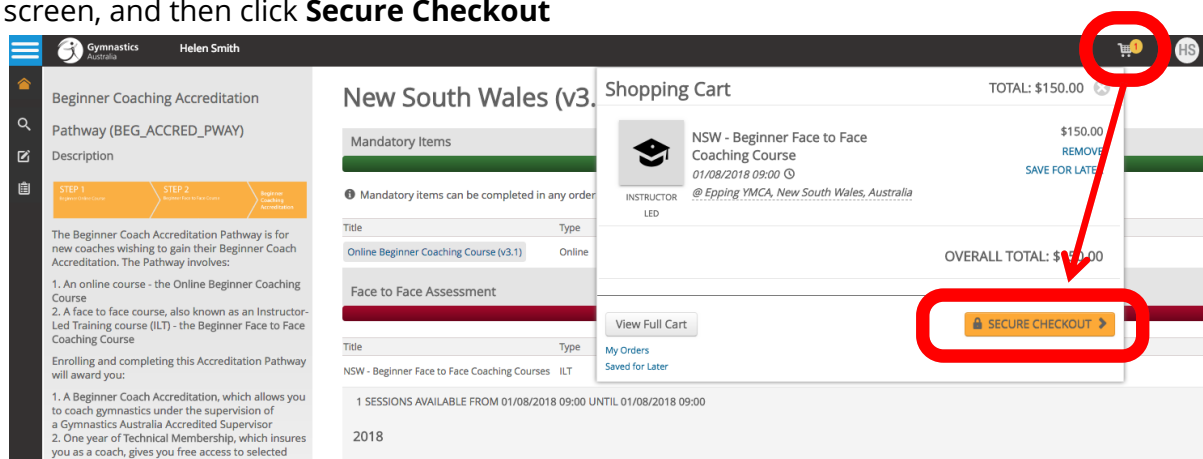 screen, and then click Secure Checkout
Gymnastics
Australia
Helen Smith
1
HS
Beginner Coaching Accreditation
Pathway (BEG_ACCRED_PWAY)
Description
STEP 1
STEP 2
Beginner Face to Face Course
Beginner
Coaching
Accreditation
The Beginner Coach Accreditation Pathway is for
new coaches wishing to gain their Beginner Coach
Accreditation. The Pathway involves:
1. An online course - the Online Beginner Coaching
Course
2. A face to face course, also known as an Instructor-
Led Training course (ILT) - the Beginner Face to Face
Coaching Course
Enrolling and completing this Accreditation Pathway
will award you:
1. A Beginner Coach Accreditation, which allows you
to coach gymnastics under the supervision of
a Gymnastics Australia Accredited Supervisor
2. One year of Technical Membership, which insures
you as a coach, gives you free access to selected
New South Wales (v3.
Mandatory Items
Mandatory items can be completed in any order
Title Type
Online Beginner Coaching Course (v3.1) Online
Face to Face Assessment
Title Type
NSW - Beginner Face to Face Coaching Courses ILT
1 SESSIONS AVAILABLE FROM 01/08/2018 09:00 UNTIL 01/08/2018 09:00
2018
Shopping Cart
TOTAL: $150.00
INSTRUCTOR
LED
NSW - Beginner Face to Face
Coaching Course
01/08/2018 09:00
@ Epping YMCA, New South Wales, Australia
$150.00
REMOVE
SAVE FOR LATER
OVERALL TOTAL: $150.00
View Full Cart
SECURE CHECKOUT
My Orders
Saved for Later